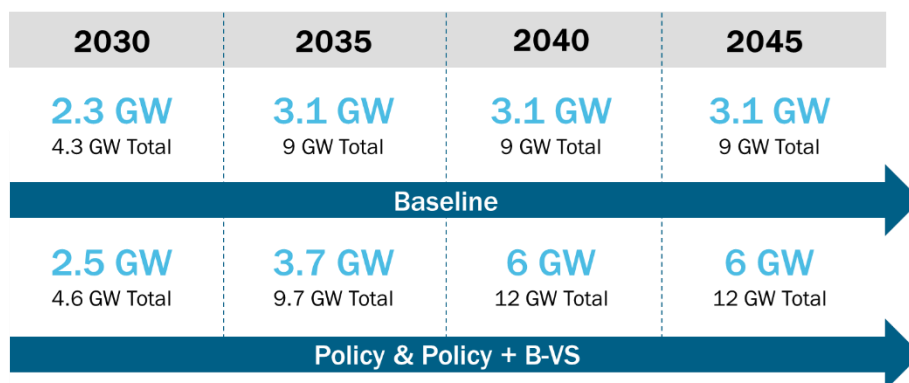 2030 2035 2040 2045
2.3 GW 3.1 GW 3.1 GW 3.1 GW
4.3 GW Total 9 GW Total 9 GW Total 9 GW Total
Baseline
2.5 GW 3.7 GW 6 GW 6 GW
4.6 GW Total 9.7 GW Total 12 GW Total 12 GW Total
Policy & Policy + B-VS